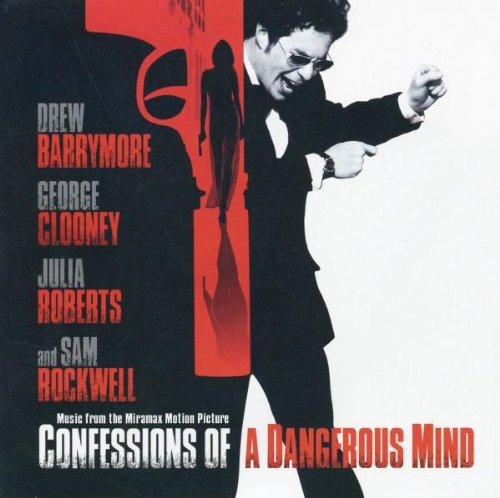 DREW
BARRYMORE
GEORGE
CLOONEY
JULIA
ROBERTS
and SAM
ROCKWELL
Music from the Miramax Motion Picture
CONFESSIONS OF A DANGEROUS MIND